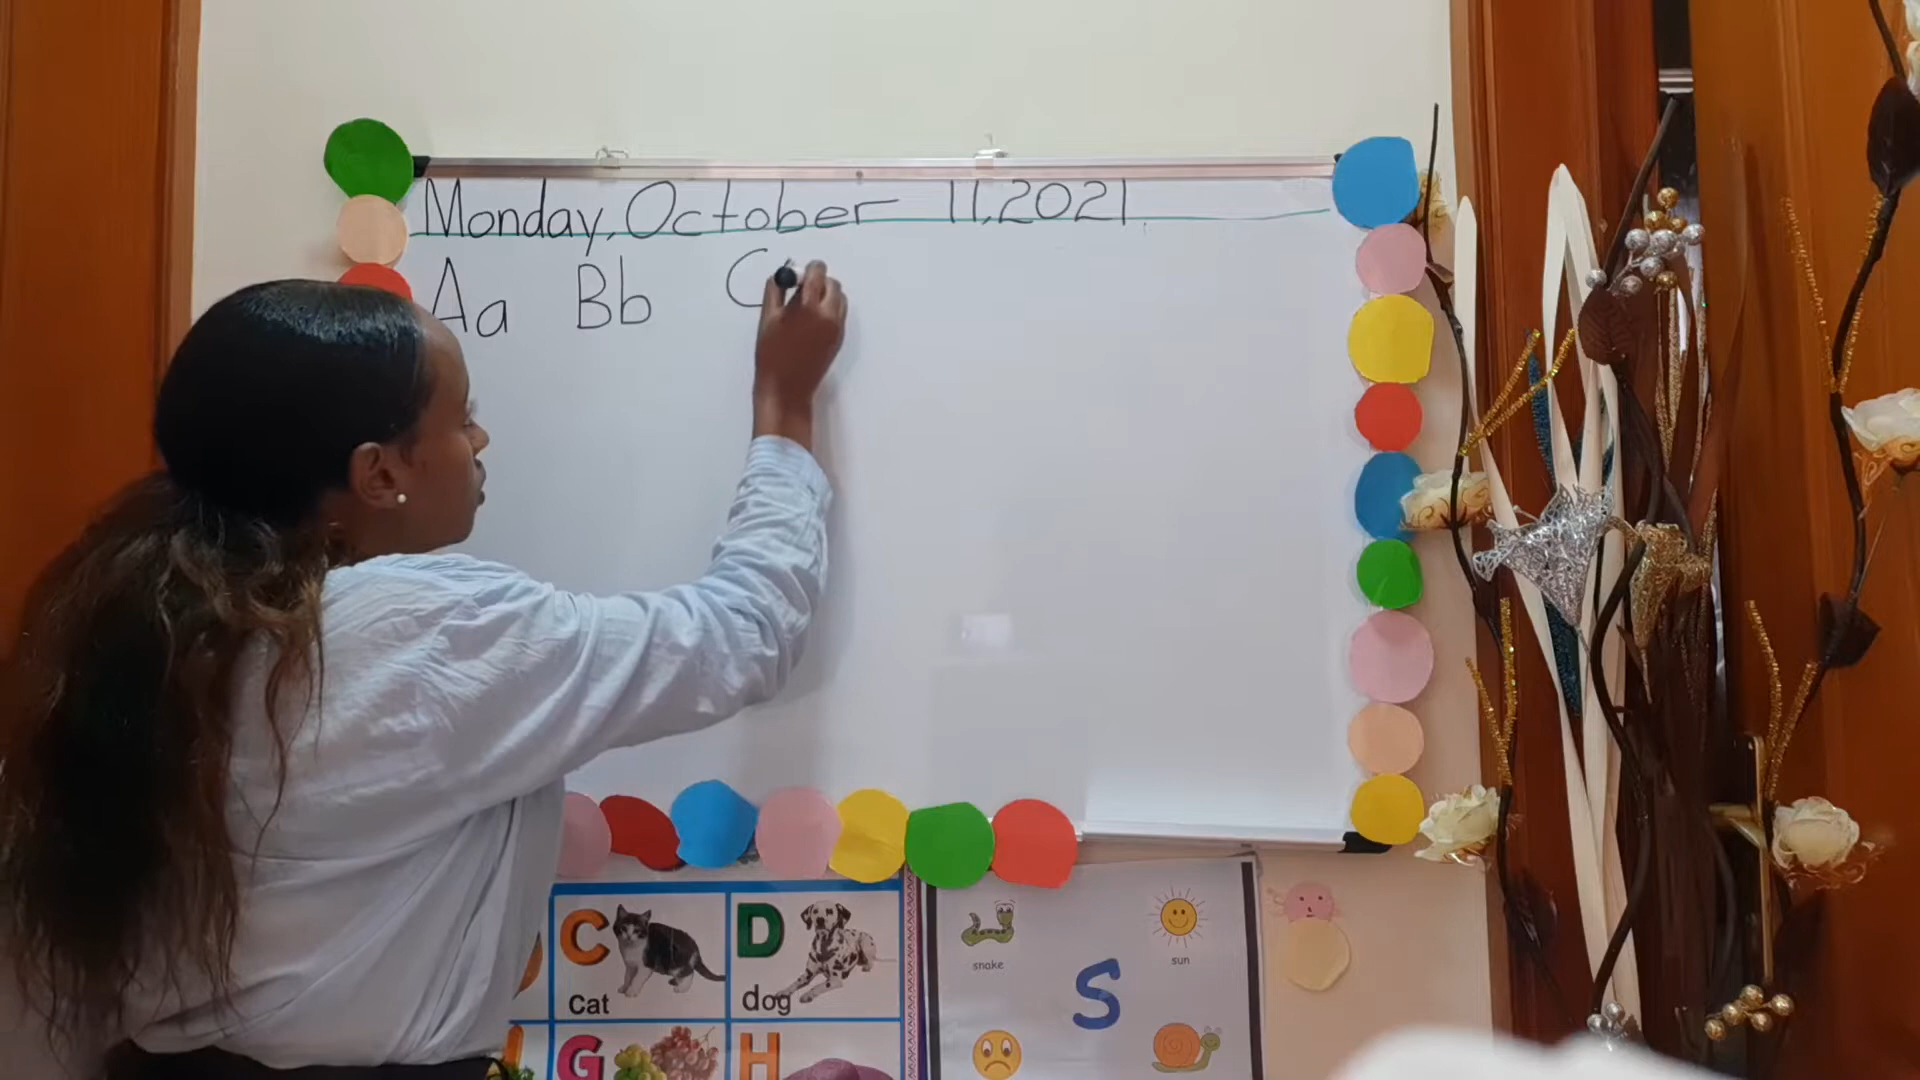 Monday, October 11, 2021
Aa Bb C
C
cat
D
dog
G
H
snake
sun
S